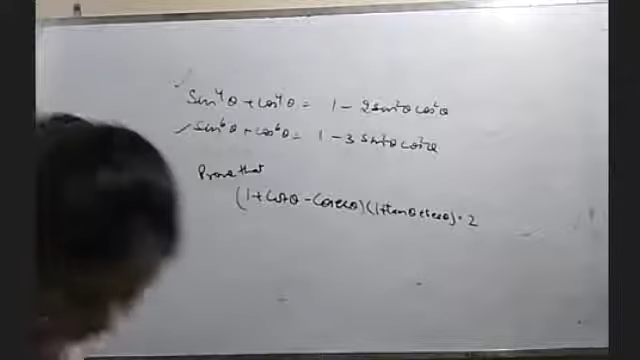 sin⁴θ + cos⁴θ = 1 - 2sin²θ cos²θ
sin⁶θ + cos⁶θ = 1 - 3 sin²θ cos²θ
Prove that
(1 + cotθ - cosecθ)(1+tanθ+secθ) = 2